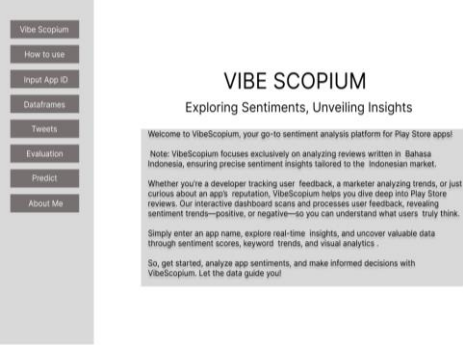 Vibe Scopium
How to use
Input App ID
Dataframes
Tweets
Evaluation
Predict
About Me
VIBE SCOPIUM
Exploring Sentiments, Unveiling Insights
Welcome to VibeScopium, your go-to sentiment analysis platform for Play Store apps!
Note: VibeScopium focuses exclusively on analyzing reviews written in Bahasa
Indonesia, ensuring precise sentiment insights tailored to the Indonesian market.
Whether you're a developer tracking user feedback, a marketer analyzing trends, or just
curious about an app's reputation, VibeScopium helps you dive deep into Play Store
reviews. Our interactive dashboard scans and processes user feedback, revealing
sentiment trends—positive, or negative—so you can understand what users truly think.
Simply enter an app name, explore real-time insights, and uncover valuable data
through sentiment scores, keyword trends, and visual analytics .
So, get started, analyze app sentiments, and make informed decisions with
VibeScopium. Let the data guide you!